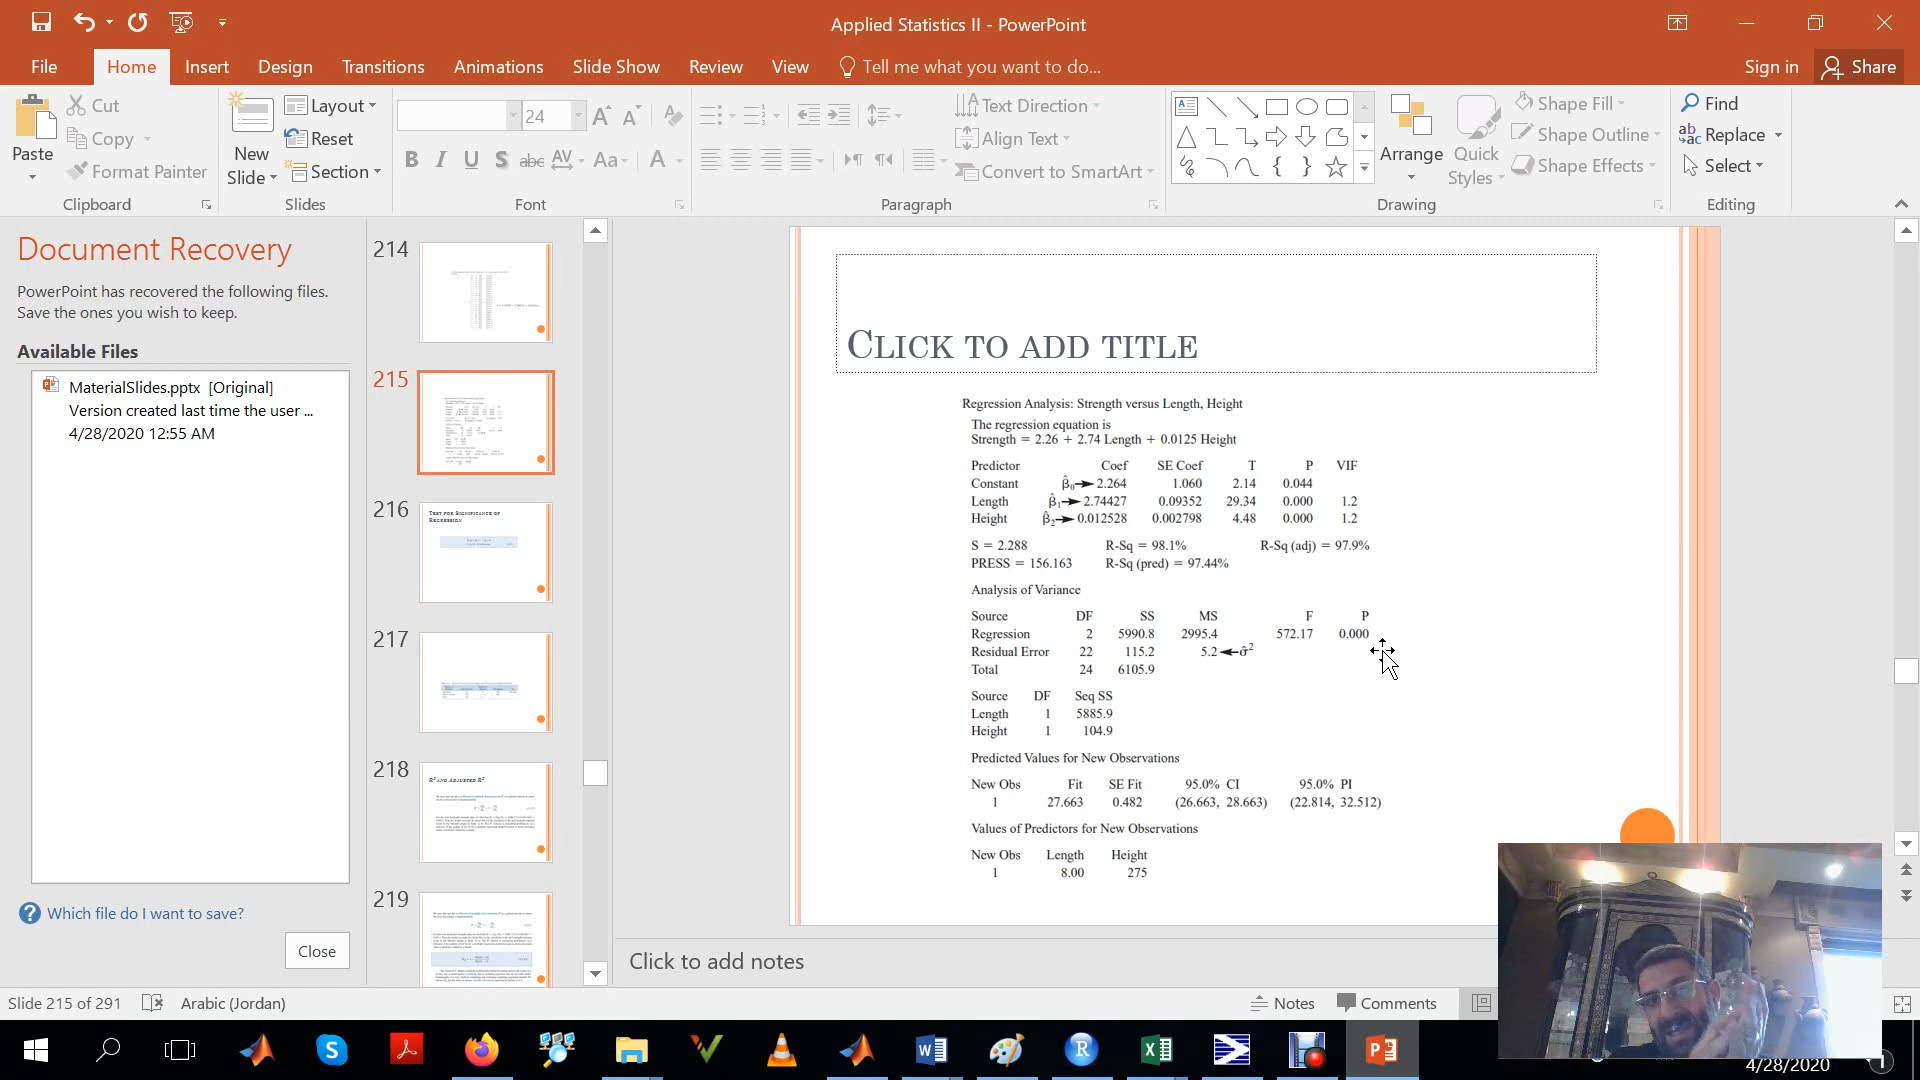 Applied Statistics II - PowerPoint
File Home Insert Design Transitions Animations Slide Show Review View Tell me what you want to do... Sign in Share
Paste
Cut
Copy
Format Painter
Clipboard
New Slide
Layout
Reset
Section
Slides
24
B I U S abc AV Aa A
Font
Text Direction
Align Text
Convert to SmartArt
Paragraph
Arrange
Quick Styles
Shape Fill
Shape Outline
Shape Effects
Drawing
Find
Replace
Select
Editing
Document Recovery
PowerPoint has recovered the following files.
Save the ones you wish to keep.
Available Files
MaterialSlides.pptx [Original]
Version created last time the user ...
4/28/2020 12:55 AM
Which file do I want to save?
Close
214
215
216
Test for Significance of Regression
217
218
R² and Adjusted R²
219
Click to add title
Regression Analysis: Strength versus Length, Height
The regression equation is
Strength = 2.26 + 2.74 Length + 0.0125 Height
Predictor Coef SE Coef T P VIF
Constant β̂₀→ 2.264 1.060 2.14 0.044
Length β̂₁→ 2.74427 0.09352 29.34 0.000 1.2
Height β̂₂→ 0.012528 0.002798 4.48 0.000 1.2
S = 2.288 R-Sq = 98.1% R-Sq (adj) = 97.9%
PRESS = 156.163 R-Sq (pred) = 97.44%
Analysis of Variance
Source DF SS MS F P
Regression 2 5990.8 2995.4 572.17 0.000
Residual Error 22 115.2 5.2 ←σ̂²
Total 24 6105.9
Source DF Seq SS
Length 1 5885.9
Height 1 104.9
Predicted Values for New Observations
New Obs Fit SE Fit 95.0% CI 95.0% PI
1 27.663 0.482 (26.663, 28.663) (22.814, 32.512)
Values of Predictors for New Observations
New Obs Length Height
1 8.00 275
Click to add notes
Slide 215 of 291 Arabic (Jordan) Notes Comments
4/28/2020